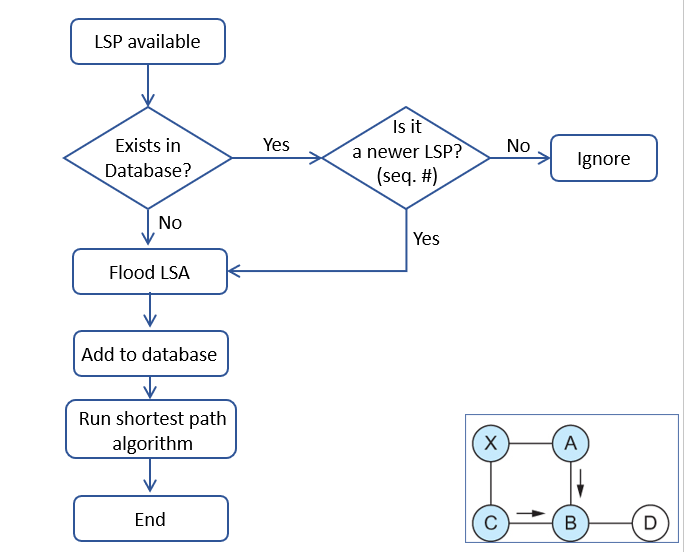 LSP available
Exists in
Database?
Yes
Is it
a newer LSP?
(seq. #)
No
Ignore
No
Yes
Flood LSA
Add to database
Run shortest path
algorithm
End
X
A
C
B
D